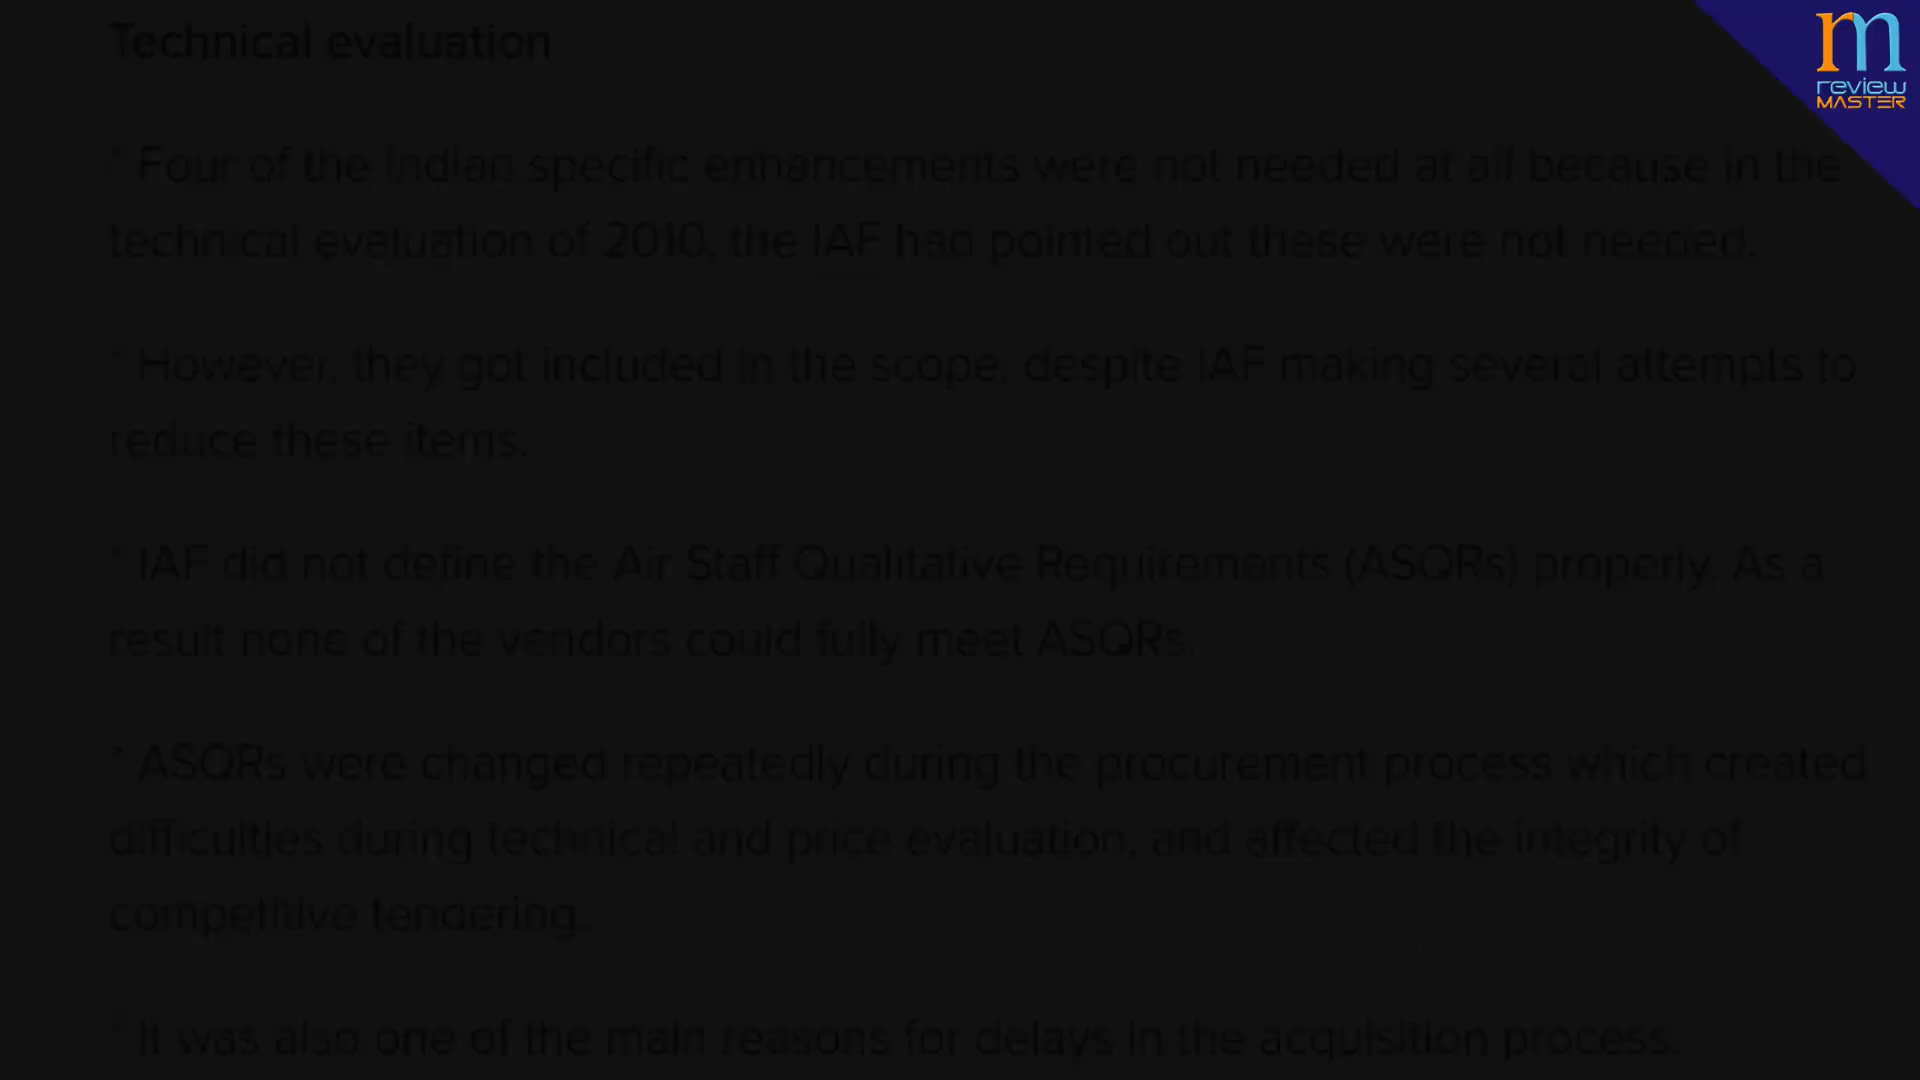 Technical evaluation
m
review
MASTER
* Four of the Indian specific enhancements were not needed at all because in the
technical evaluation of 2010, the IAF had pointed out these were not needed.
* However, they got included in the scope, despite IAF making several attempts to
reduce these items.
* IAF did not define the Air Staff Qualitative Requirements (ASQRs) properly. As a
result none of the vendors could fully meet ASQRs.
* ASQRs were changed repeatedly during the procurement process which created
difficulties during technical and price evaluation, and affected the integrity of
competitive tendering.
* It was also one of the main reasons for delays in the acquisition process.